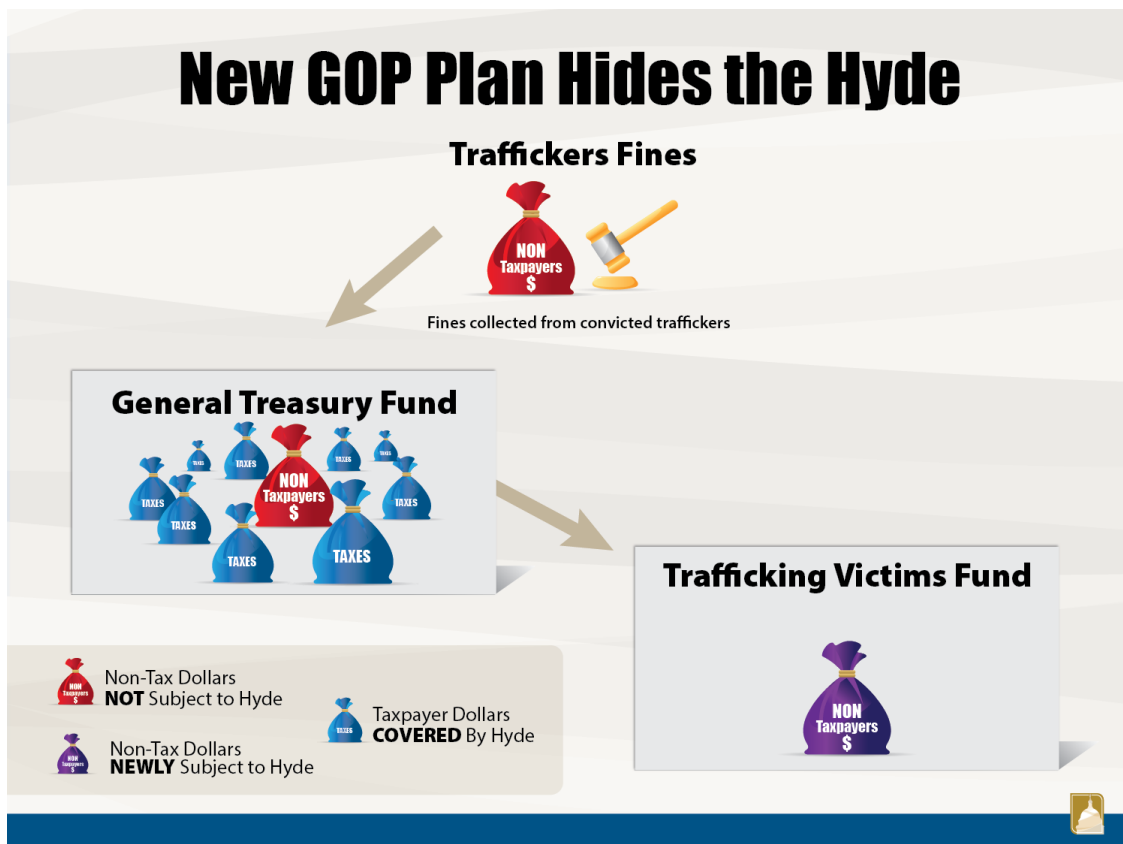 New GOP Plan Hides the Hyde
Traffickers Fines
NON
Taxpayers
$
Fines collected from convicted traffickers
General Treasury Fund
TAXES
TAXES
TAXES
TAXES
TAXES
TAXES
TAXES
NON
Taxpayers
$
TAXES
TAXES
Trafficking Victims Fund
NON
Taxpayers
$
NON
Taxpayers
$
Non-Tax Dollars
NOT Subject to Hyde
NON
Taxpayers
$
Non-Tax Dollars
NEWLY Subject to Hyde
TAXES
Taxpayer Dollars
COVERED By Hyde